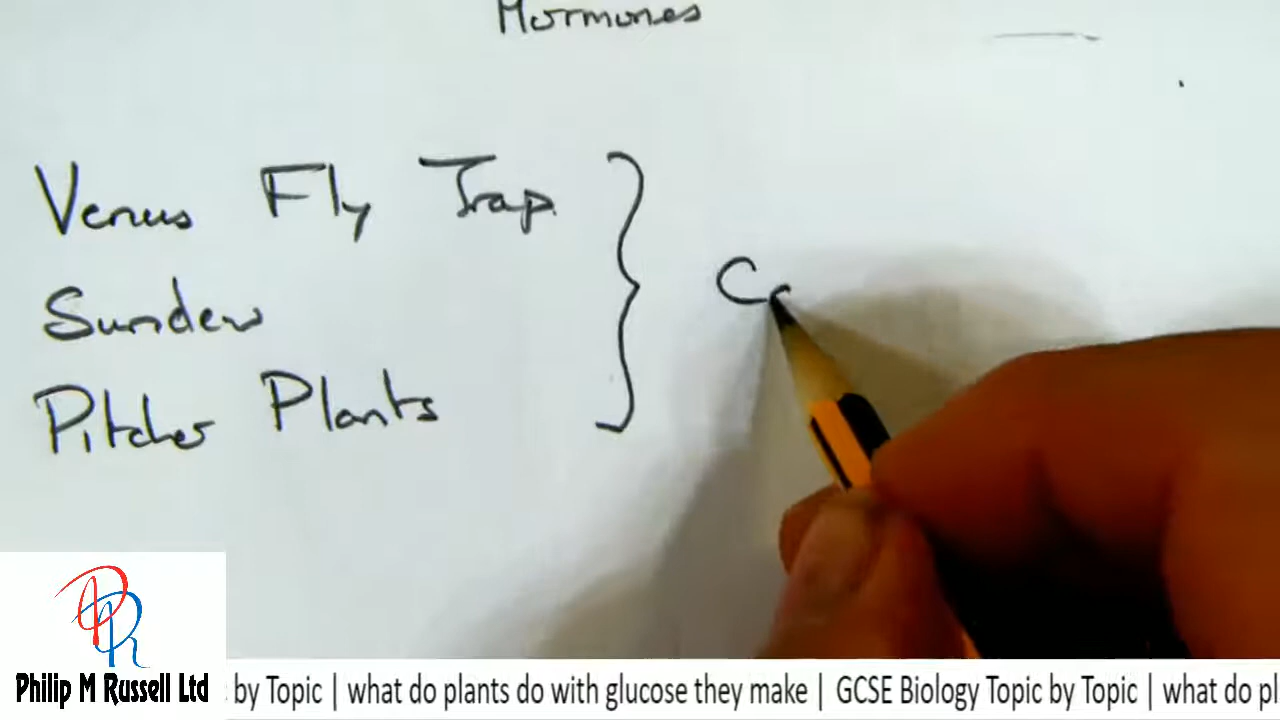 Hormones
Venus Fly Trap
Sundew
Pitcher Plants
Ca
Philip M Russell Ltd
by Topic | what do plants do with glucose they make | GCSE Biology Topic by Topic | what do pl